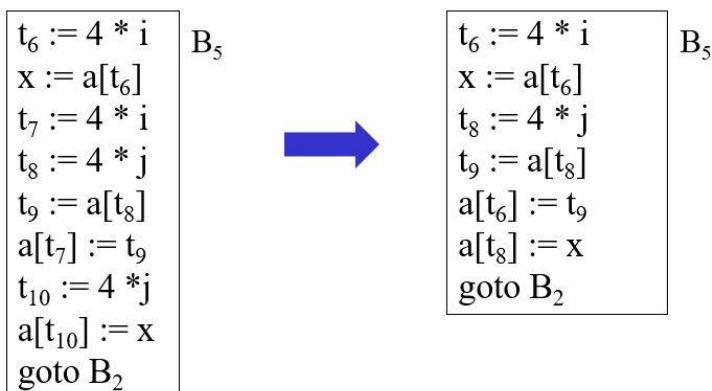 t₆ := 4 * i
x := a[t₆]
t₇ := 4 * i
t₈ := 4 * j
t₉ := a[t₈]
a[t₇] := t₉
t₁₀ := 4 *j
a[t₁₀] := x
goto B₂
B₅
t₆ := 4 * i
x := a[t₆]
t₈ := 4 * j
t₉ := a[t₈]
a[t₆] := t₉
a[t₈] := x
goto B₂
B₅